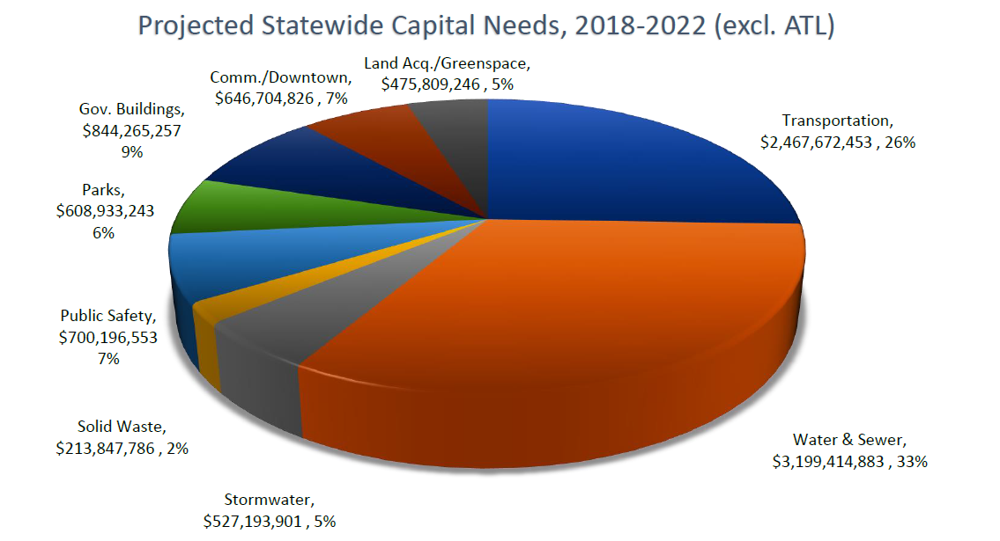 Projected Statewide Capital Needs, 2018-2022 (excl. ATL)
Land Acq./Greenspace,
$475,809,246 , 5%
Comm./Downtown,
$646,704,826 , 7%
Gov. Buildings,
$844,265,257
9%
Transportation,
$2,467,672,453 , 26%
Parks,
$608,933,243
6%
Public Safety,
$700,196,553
7%
Solid Waste,
$213,847,786 , 2%
Water & Sewer,
$3,199,414,883 , 33%
Stormwater,
$527,193,901 , 5%